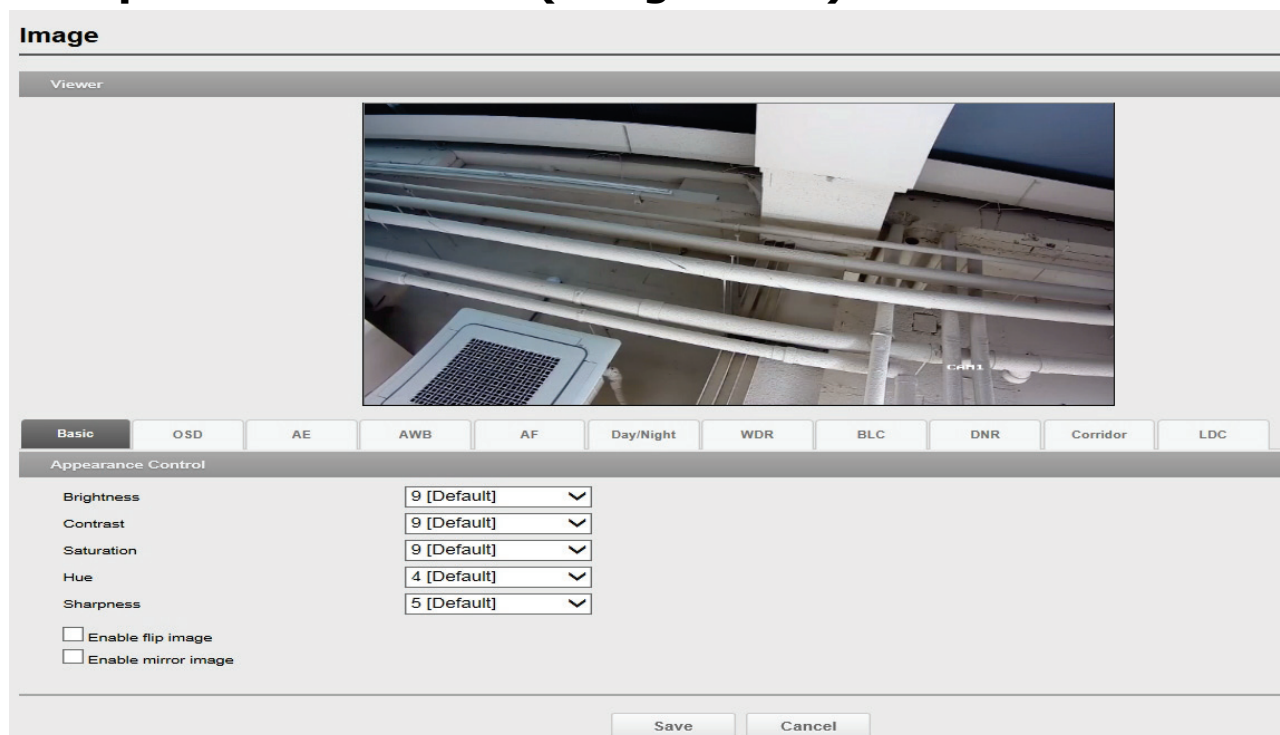 Image
Viewer
CAM1
Basic OSD AE AWB AF Day/Night WDR BLC DNR Corridor LDC
Appearance Control
Brightness 9 [Default]
Contrast 9 [Default]
Saturation 9 [Default]
Hue 4 [Default]
Sharpness 5 [Default]
Enable flip image
Enable mirror image
Save Cancel